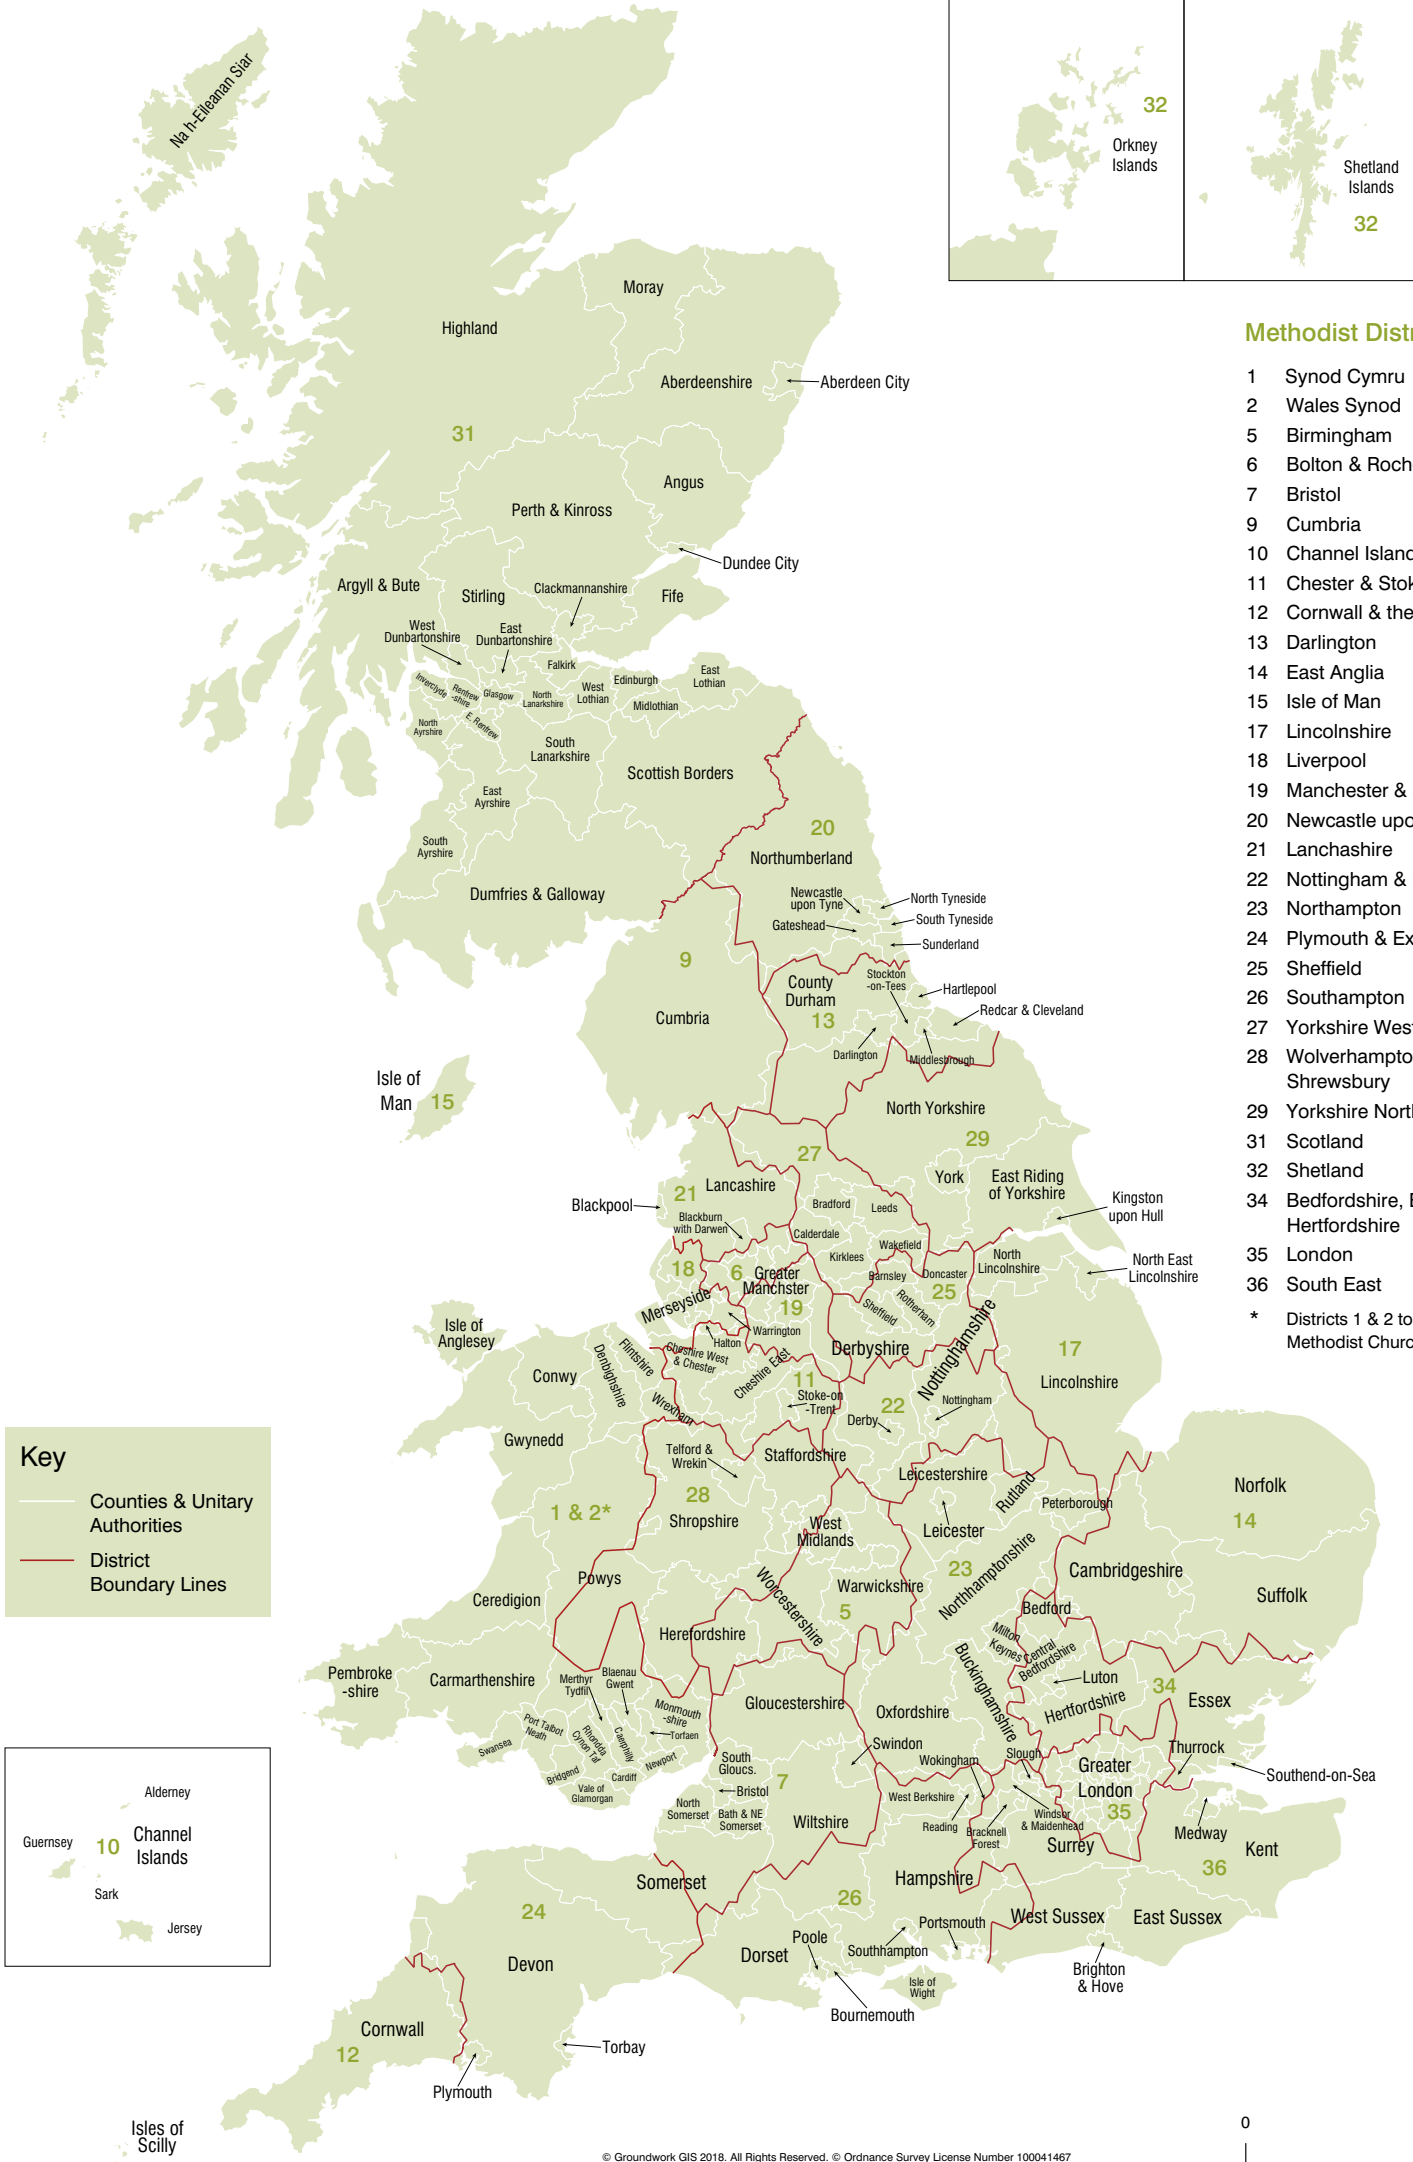 Na h-Eileanan Siar
32
Orkney
Islands
Shetland
Islands
32
Moray
Highland
Aberdeenshire
Aberdeen City
31
Angus
Perth & Kinross
Dundee City
Argyll & Bute
Stirling
Clackmannanshire
Fife
West
Dunbartonshire
East
Dunbartonshire
Falkirk
Inverclyde
Renfrew
-shire
Glasgow
North
Lanarkshire
West
Lothian
Edinburgh
East
Lothian
Midlothian
North
Ayrshire
E. Renfrew
South
Lanarkshire
Scottish Borders
East
Ayrshire
South
Ayrshire
Dumfries & Galloway
20
Northumberland
Newcastle
upon Tyne
North Tyneside
Gateshead
South Tyneside
Sunderland
9
Cumbria
County
Durham
13
Stockton
-on-Tees
Hartlepool
Redcar & Cleveland
Darlington
Middlesbrough
Isle of
Man
15
North Yorkshire
29
27
York
East Riding
of Yorkshire
Kingston
upon Hull
21
Lancashire
Blackpool
Blackburn
with Darwen
Bradford
Leeds
Calderdale
Kirklees
Wakefield
Barnsley
Doncaster
25
Sheffield
Rotherham
North
Lincolnshire
North East
Lincolnshire
18
6
Greater
Manchster
19
Merseyside
Warrington
Halton
Cheshire West
& Chester
Cheshire East
11
Stoke-on
-Trent
Derbyshire
Nottinghamshire
17
Lincolnshire
22
Derby
Nottingham
Isle of
Anglesey
Conwy
Denbighshire
Flintshire
Wrexham
Gwynedd
1 & 2*
Powys
Ceredigion
Telford &
Wrekin
Staffordshire
28
Shropshire
West
Midlands
Leicestershire
Leicester
Rutland
Peterborough
Norfolk
14
Suffolk
Cambridgeshire
23
Northhamptonshire
Warwickshire
5
Worcestershire
Herefordshire
Bedford
Milton
Keynes
Central
Bedfordshire
Luton
Hertfordshire
34
Essex
Buckinghamshire
Oxfordshire
Gloucestershire
Pembroke
-shire
Carmarthenshire
Merthyr
Tydfil
Blaenau
Gwent
Monmouth
-shire
Torfaen
Port Talbot
Neath
Swansea
Rhondda
Cynon Taf
Caerphilly
Newport
Bridgend
Cardiff
Vale of
Glamorgan
South
Gloucs.
Bristol
7
North
Somerset
Bath & NE
Somerset
Swindon
Wiltshire
Wokingham
Slough
West Berkshire
Reading
Bracknell
Forest
Windsor
& Maidenhead
Greater
London
35
Thurrock
Southend-on-Sea
Medway
Kent
36
Surrey
Hampshire
26
Somerset
24
Devon
Dorset
Poole
Southhampton
Portsmouth
West Sussex
East Sussex
Brighton
& Hove
Isle of
Wight
Bournemouth
Cornwall
12
Torbay
Plymouth
Isles of
Scilly
Key
Counties & Unitary
Authorities
District
Boundary Lines
Alderney
Guernsey
10
Channel
Islands
Sark
Jersey
Methodist Distr
1 Synod Cymru
2 Wales Synod
5 Birmingham
6 Bolton & Roch
7 Bristol
9 Cumbria
10 Channel Island
11 Chester & Stok
12 Cornwall & the
13 Darlington
14 East Anglia
15 Isle of Man
17 Lincolnshire
18 Liverpool
19 Manchester &
20 Newcastle upo
21 Lanchashire
22 Nottingham &
23 Northampton
24 Plymouth & Ex
25 Sheffield
26 Southampton
27 Yorkshire West
28 Wolverhampto
Shrewsbury
29 Yorkshire North
31 Scotland
32 Shetland
34 Bedfordshire, E
Hertfordshire
35 London
36 South East
* Districts 1 & 2 to
Methodist Churc
0
© Groundwork GIS 2018. All Rights Reserved. © Ordnance Survey License Number 100041467